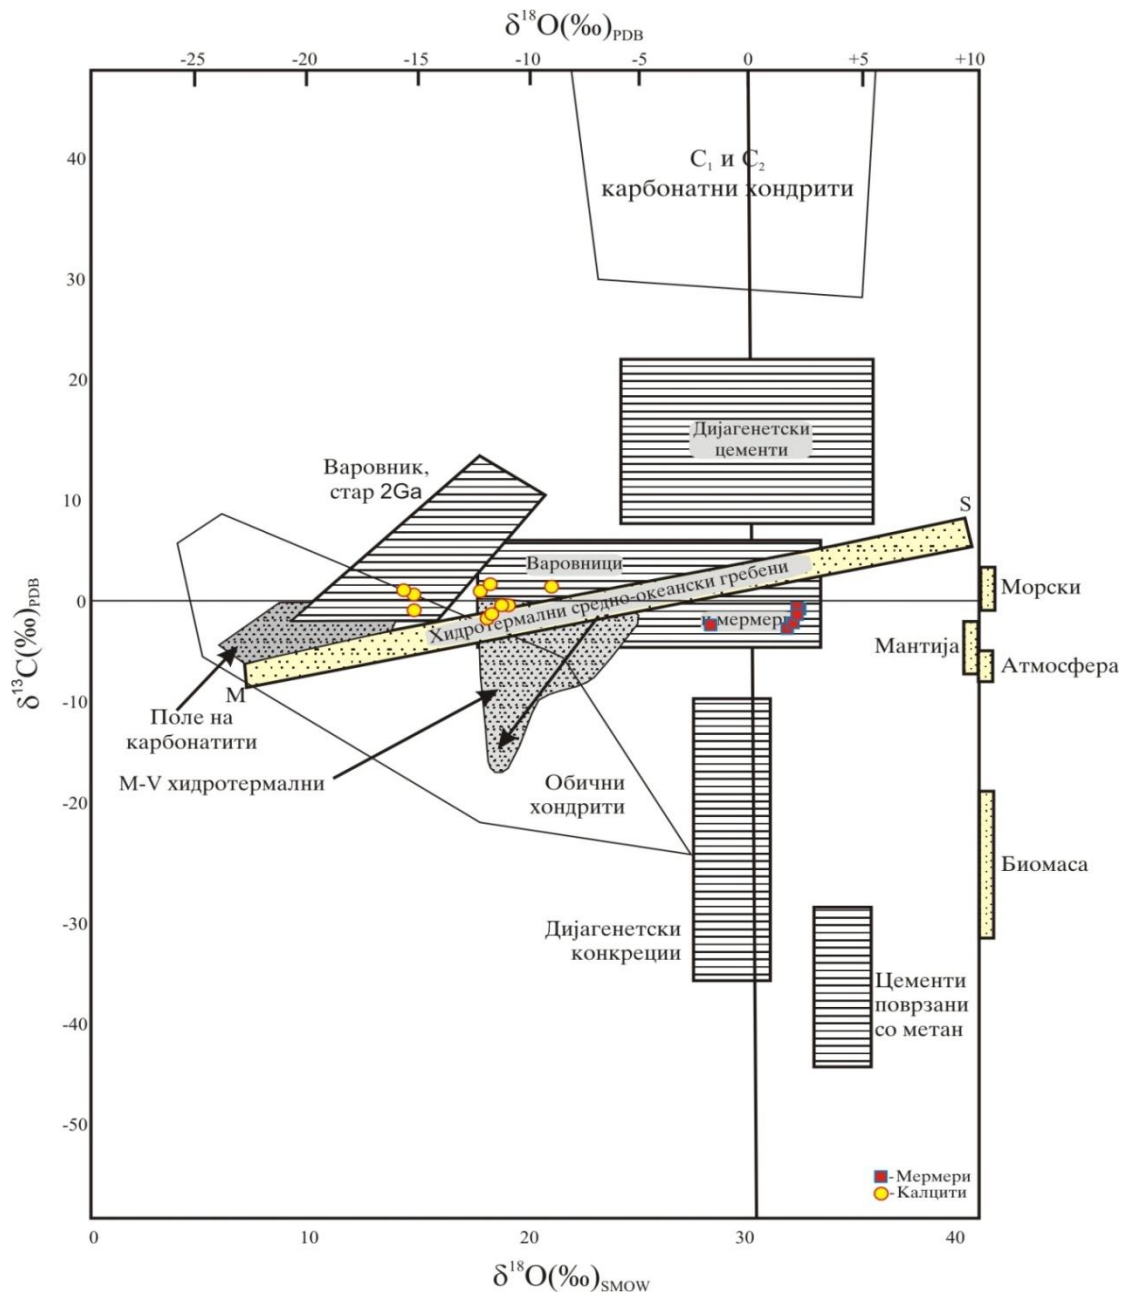 δ¹⁸O(‰)PDB
-25 -20 -15 -10 -5 0 +5 +10
40
C₁ и C₂
карбонатни хондрити
30
20
Дијагенетски
цементи
Варовник,
стар 2Ga
10
S
Варовници
Хидротермални средно-океански гребени
0
Морски
и мермери
Мантија
Атмосфера
δ¹³C(‰)PDB
M
-10
Поле на
карбонатити
M-V хидротермални
Обични
хондрити
-20
Биомаса
-30
Дијагенетски
конкреции
Цементи
поврзани
со метан
-40
-50
-Мермери
-Калцити
0 10 20 30 40
δ¹⁸O(‰)SMOW